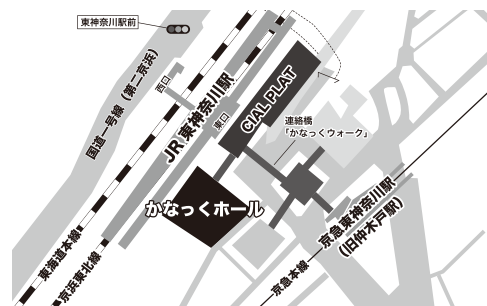 東神奈川駅前
国道一号線（第二京浜）
西口
JR 東神奈川駅
東口
CIAL PLAT
連絡橋
「かなっくウォーク」
かなっくホール
京急東神奈川駅
（旧仲木戸駅）
東海道本線
京浜東北線
京急本線